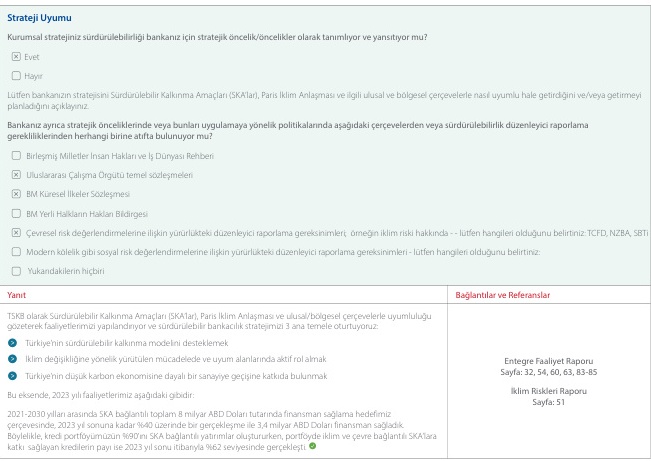 Strateji Uyumu
Kurumsal stratejiniz sürdürülebilirliği bankanız için stratejik öncelik/öncelikler olarak tanımlıyor ve yansıtıyor mu?
Evet
Hayır
Lütfen bankanızın stratejisini Sürdürülebilir Kalkınma Amaçları (SKA'lar), Paris İklim Anlaşması ve ilgili ulusal ve bölgesel çerçevelerle nasıl uyumlu hale getirdiğini ve/veya getirmeyi
planladığını açıklayınız.
Bankanız ayrıca stratejik önceliklerinde veya bunları uygulamaya yönelik politikalarında aşağıdaki çerçevelerden veya sürdürülebilirlik düzenleyici raporlama
gerekliliklerinden herhangi birine atıfta bulunuyor mu?
Birleşmiş Milletler İnsan Hakları ve İş Dünyası Rehberi
Uluslararası Çalışma Örgütü temel sözleşmeleri
BM Küresel İlkeler Sözleşmesi
BM Yerli Halkların Hakları Bildirgesi
Çevresel risk değerlendirmelerine ilişkin yürürlükteki düzenleyici raporlama gereksinimleri; örneğin iklim riski hakkında - - lütfen hangileri olduğunu belirtiniz: TCFD, NZBA, SBTi
Modern kölelik gibi sosyal risk değerlendirmelerine ilişkin yürürlükteki düzenleyici raporlama gereksinimleri - lütfen hangileri olduğunu belirtiniz:
Yukarıdakilerin hiçbiri
Yanıt
Bağlantılar ve Referanslar
TSKB olarak Sürdürülebilir Kalkınma Amaçları (SKA'lar), Paris İklim Anlaşması ve ulusal/bölgesel çerçevelerle uyumluluğu
gözeterek faaliyetlerimizi yapılandırıyor ve sürdürülebilir bankacılık stratejimizi 3 ana temele oturtuyoruz:
Türkiye'nin sürdürülebilir kalkınma modelini desteklemek
İklim değişikliğine yönelik yürütülen mücadelede ve uyum alanlarında aktif rol almak
Türkiye'nin düşük karbon ekonomisine dayalı bir sanayiye geçişine katkıda bulunmak
Bu eksende, 2023 yılı faaliyetlerimiz aşağıdaki gibidir:
2021-2030 yılları arasında SKA bağlantılı toplam 8 milyar ABD Doları tutarında finansman sağlama hedefimiz
çerçevesinde, 2023 yıl sonuna kadar %40 üzerinde bir gerçekleşme ile 3,4 milyar ABD Doları finansman sağladık.
Böylelikle, kredi portföyümüzün %90'ını SKA bağlantılı yatırımlar oluştururken, portföyde iklim ve çevre bağlantılı SKA'lara
katkı sağlayan kredilerin payı ise 2023 yıl sonu itibarıyla %62 seviyesinde gerçekleşti.
Entegre Faaliyet Raporu
Sayfa: 32, 54, 60, 63, 83-85
İklim Riskleri Raporu
Sayfa: 51